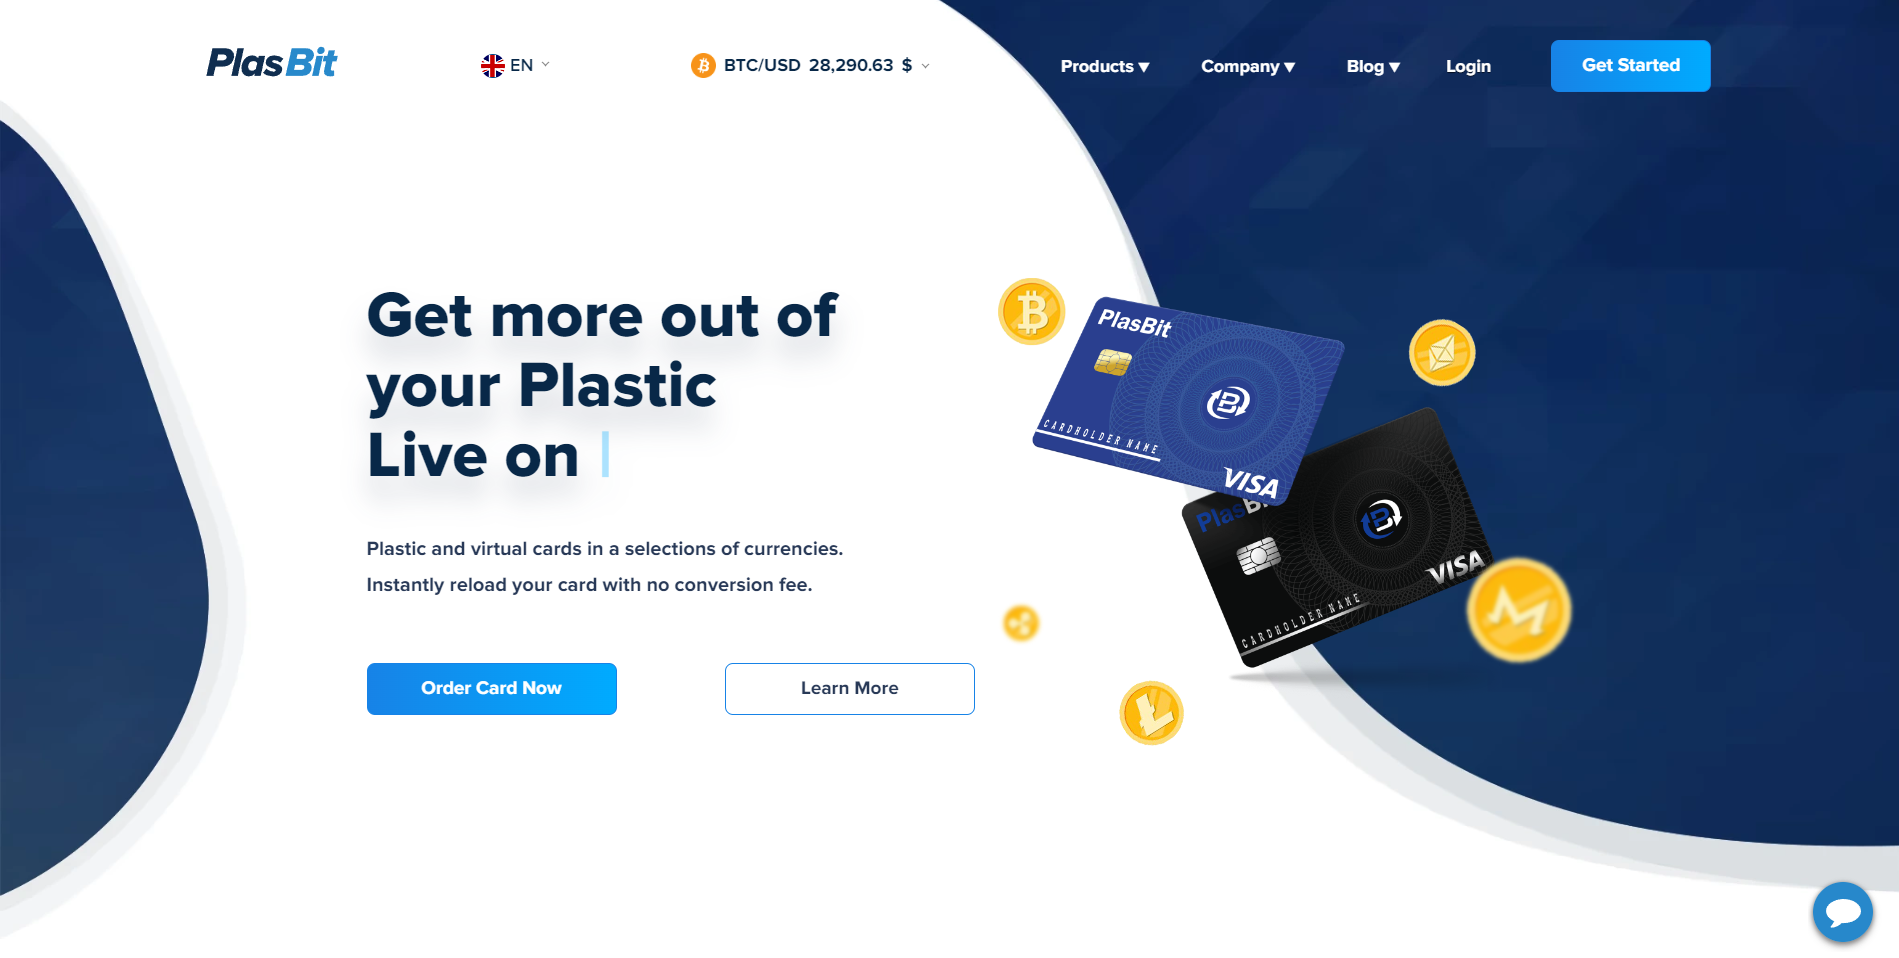 PlasBit
EN
BTC/USD 28,290.63 $
Products
Company
Blog
Login
Get Started
Get more out of
your Plastic
Live on
Plastic and virtual cards in a selections of currencies.
Instantly reload your card with no conversion fee.
Order Card Now
Learn More
PlasBit
CARDHOLDER NAME
VISA
PlasBi
VISA
CARDHOLDER NAME